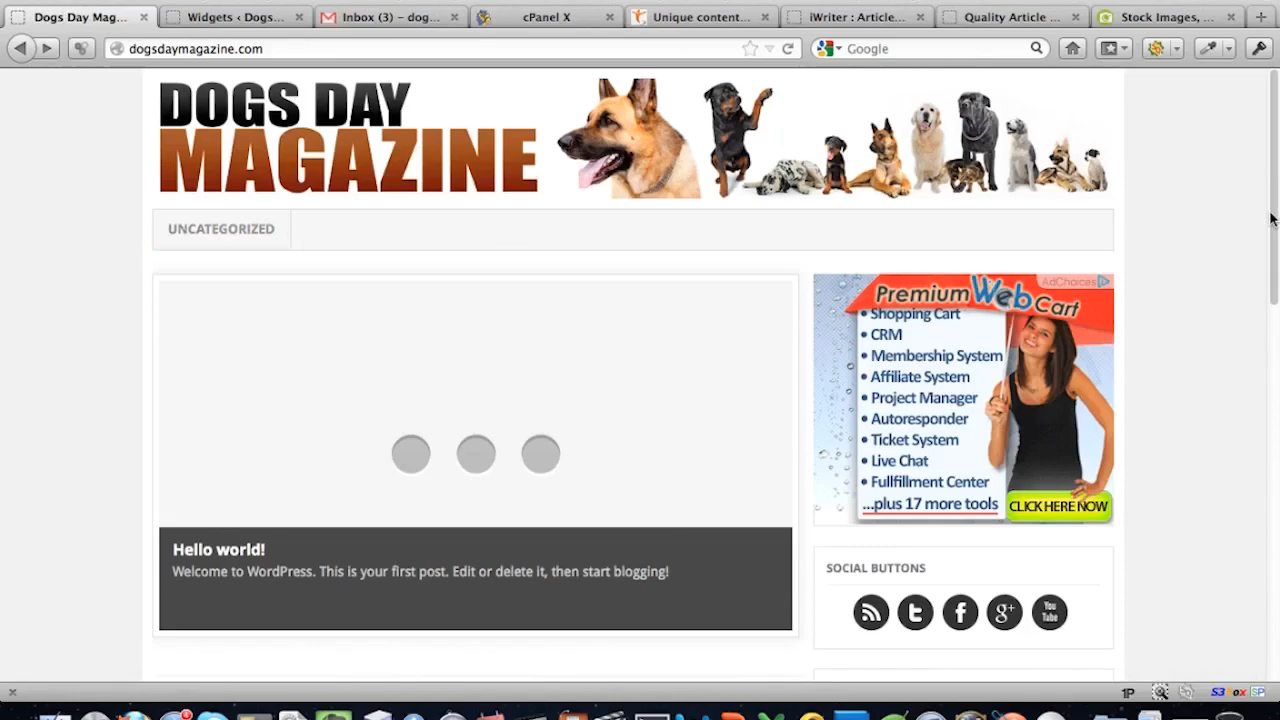 Dogs Day Mag...
Widgets ‹ Dogs...
Inbox (3) – dog...
cPanel X
Unique content...
iWriter : Article...
Quality Article ...
Stock Images, ...
dogsdaymagazine.com
Google
DOGS DAY
MAGAZINE
UNCATEGORIZED
AdChoices
Premium Web Cart
• Shopping Cart
• CRM
• Membership System
• Affiliate System
• Project Manager
• Autoresponder
• Ticket System
• Live Chat
• Fullfillment Center
...plus 17 more tools
CLICK HERE NOW
Hello world!
Welcome to WordPress. This is your first post. Edit or delete it, then start blogging!
SOCIAL BUTTONS
g+
You
Tube
1P
S3Fox
SP